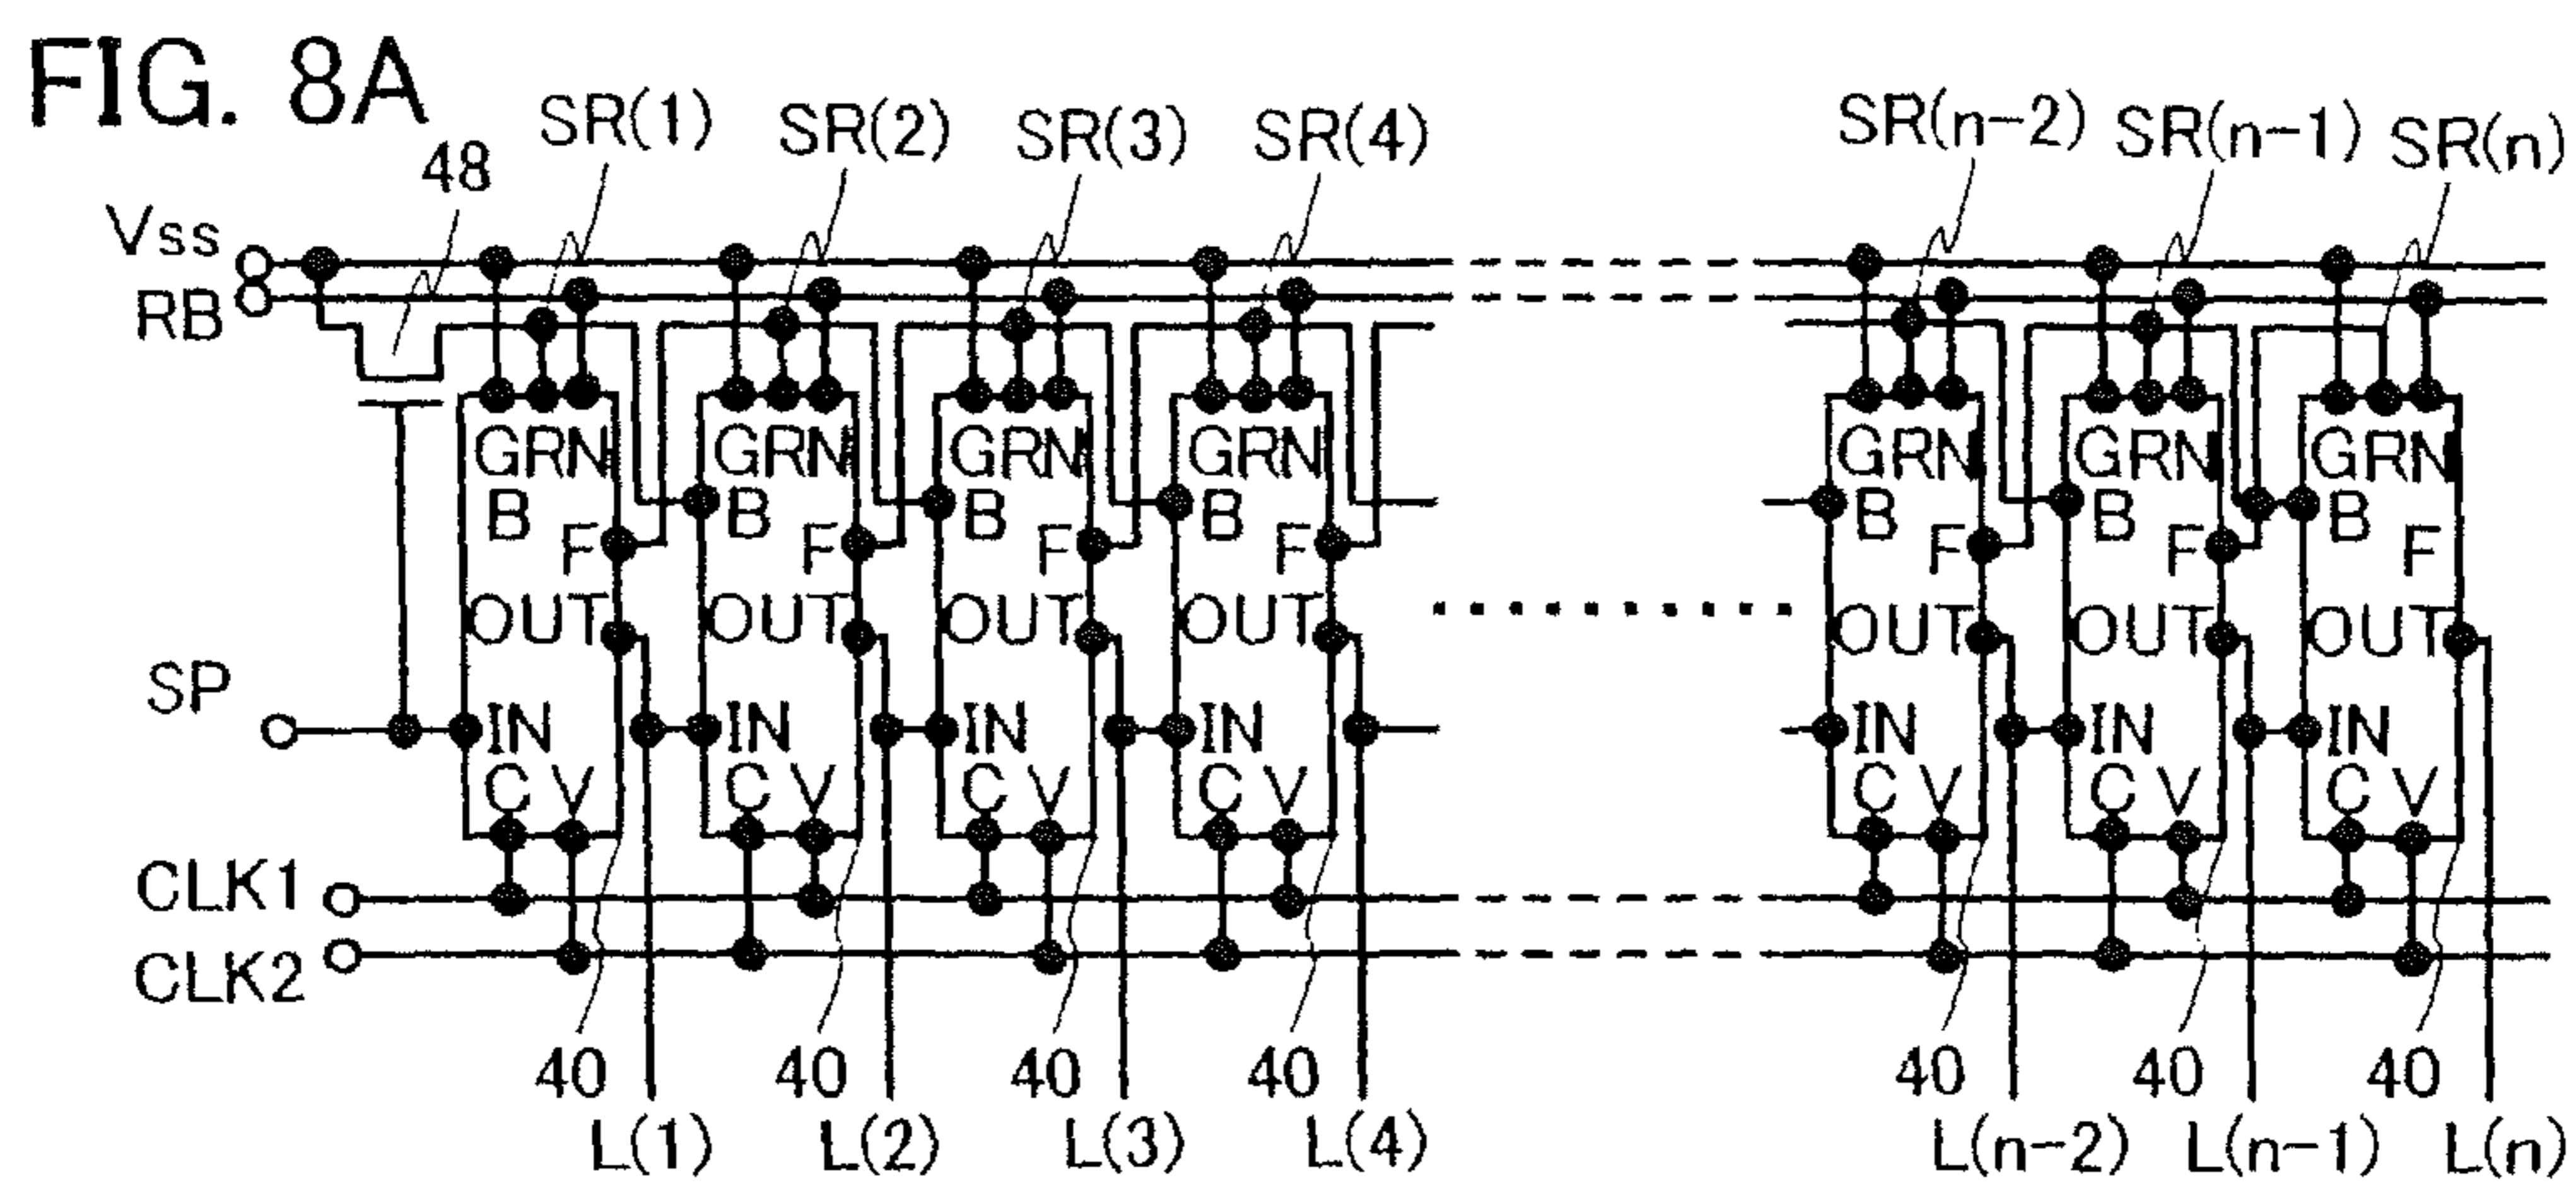 FIG. 8A
48
SR(1)
SR(2)
SR(3)
SR(4)
SR(n-2)
SR(n-1)
SR(n)
Vss
RB
GRN GRN GRN GRN GRN GRN GRN
B B B B B B B
F F F F F F F
OUT OUT OUT OUT OUT OUT OUT
SP
IN IN IN IN IN IN IN
C V C V C V C V C V C V C V
CLK1
CLK2
40 40 40 40 40 40 40
L(1) L(2) L(3) L(4) L(n-2) L(n-1) L(n)